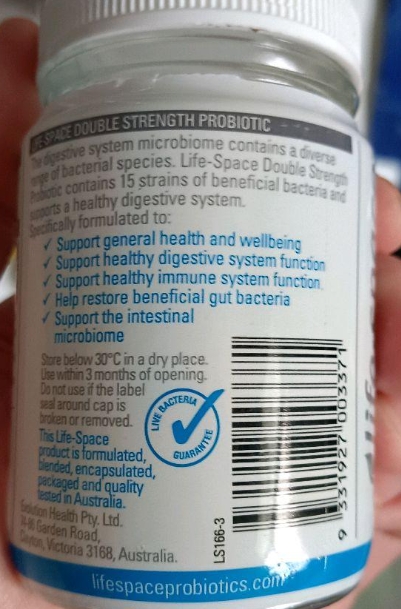 LIFE-SPACE DOUBLE STRENGTH PROBIOTIC
The digestive system microbiome contains a diverse
range of bacterial species. Life-Space Double Strength
Probiotic contains 15 strains of beneficial bacteria and
supports a healthy digestive system.
Specifically formulated to:
✓ Support general health and wellbeing
✓ Support healthy digestive system function
✓ Support healthy immune system function
✓ Help restore beneficial gut bacteria
✓ Support the intestinal
microbiome
Store below 30°C in a dry place.
Use within 3 months of opening.
Do not use if the label
seal around cap is
broken or removed.
LIVE BACTERIA
GUARANTEE
This Life-Space
product is formulated,
blended, encapsulated,
packaged and quality
tested in Australia.
Evolution Health Pty. Ltd.
Garden Road,
Clayton, Victoria 3168, Australia.
LS166-3
9 331927 003371
lifespaceprobiotics.com